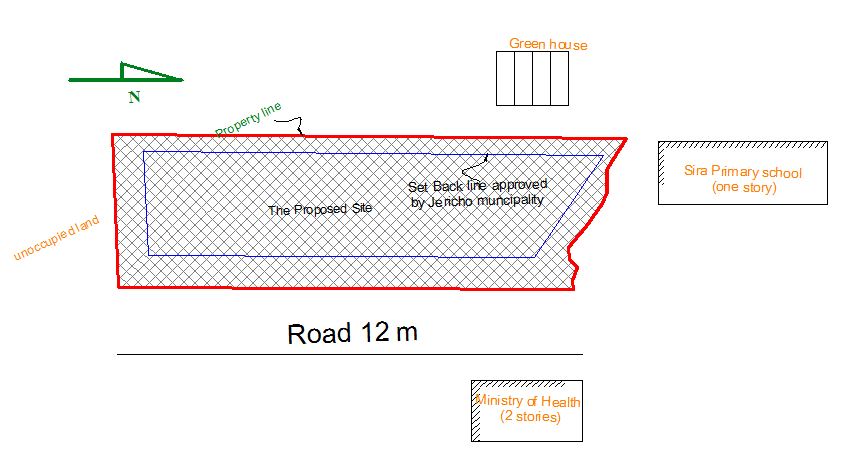 Green house
N
Property line
Sira Primary school
(one story)
Set Back line approved
by Jericho muncipality
The Proposed Site
unoccupied land
Road 12 m
Ministry of Health
(2 stories)